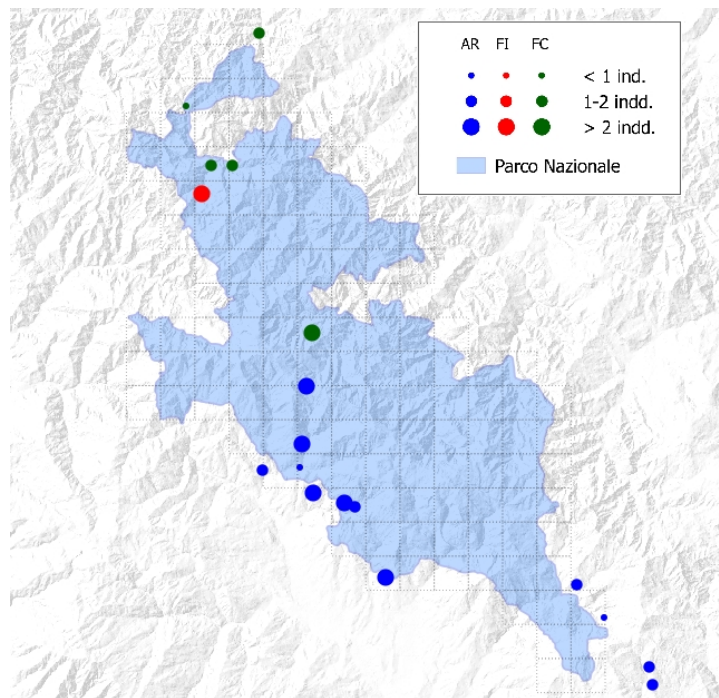 AR FI FC
< 1 ind.
1-2 indd.
> 2 indd.
Parco Nazionale